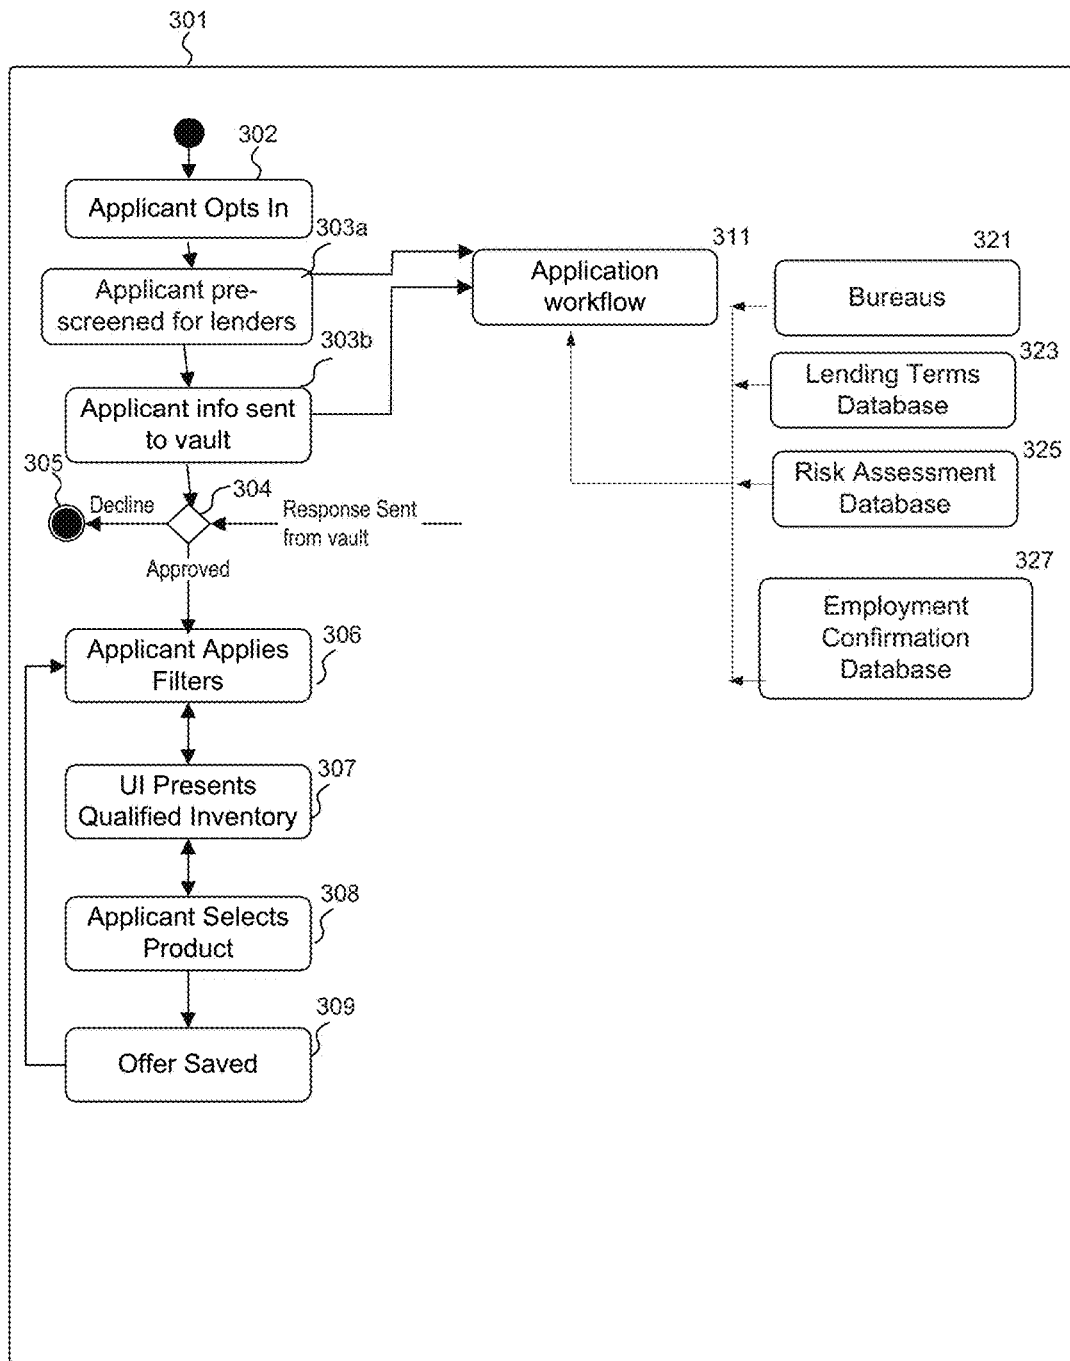 301
302
Applicant Opts In
303a
Applicant pre-
screened for lenders
303b
Applicant info sent
to vault
305
Decline
304
Response Sent
from vault
Approved
Applicant Applies
Filters
306
UI Presents
Qualified Inventory
307
Applicant Selects
Product
308
Offer Saved
309
311
Application
workflow
321
Bureaus
323
Lending Terms
Database
325
Risk Assessment
Database
327
Employment
Confirmation
Database